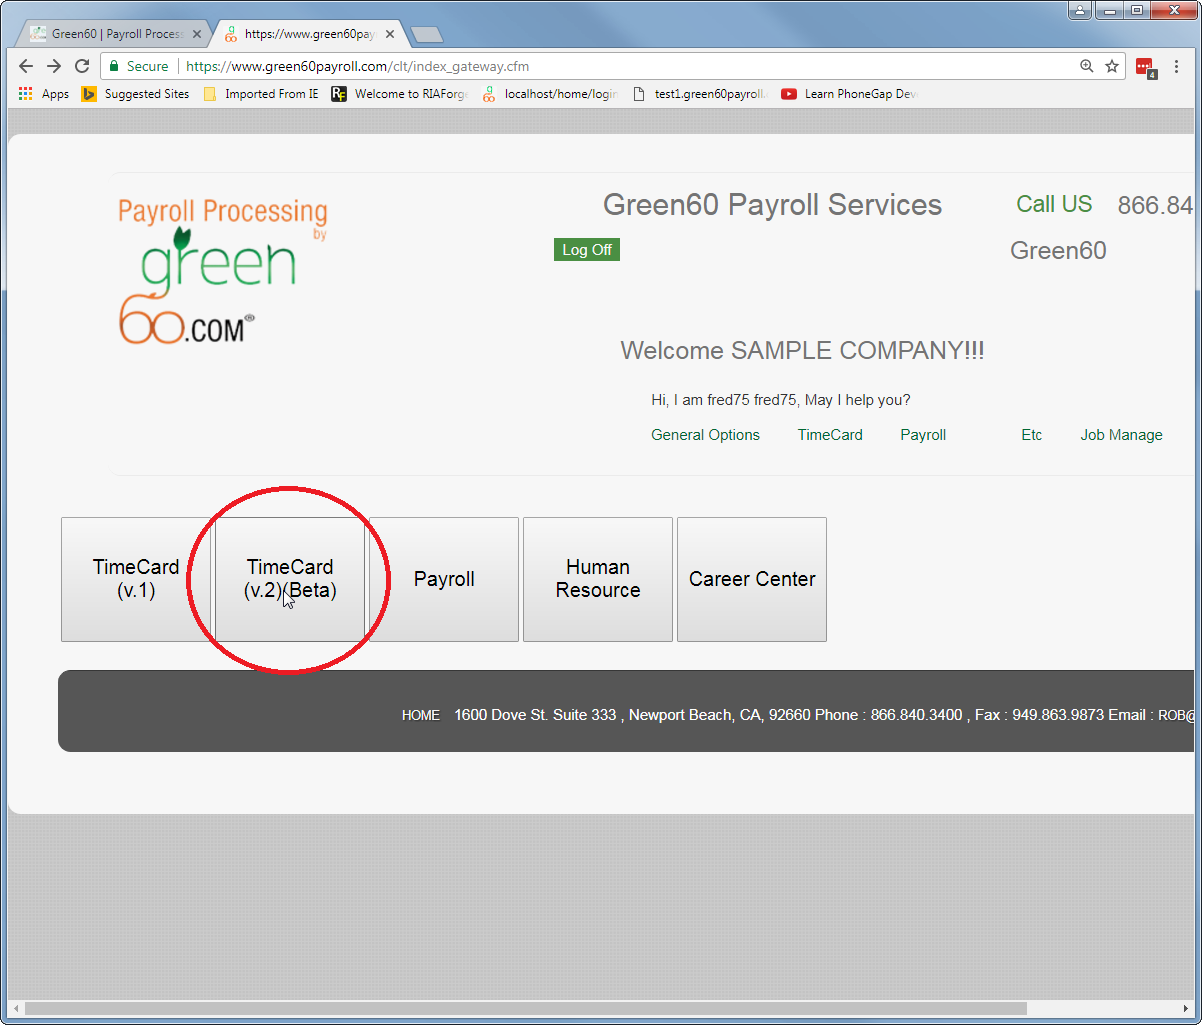 Green60 | Payroll Process
https://www.green60pay
Secure
https://www.green60payroll.com/clt/index_gateway.cfm
4
Apps
Suggested Sites
Imported From IE
RF
Welcome to RIAForge
localhost/home/login
test1.green60payroll.
Learn PhoneGap Dev
Payroll Processing
by
green
60.COM®
Green60 Payroll Services
Call US
866.84
Log Off
Green60
Welcome SAMPLE COMPANY!!!
Hi, I am fred75 fred75, May I help you?
General Options
TimeCard
Payroll
Etc
Job Manage
TimeCard
(v.1)
TimeCard
(v.2)(Beta)
Payroll
Human
Resource
Career Center
HOME 1600 Dove St. Suite 333 , Newport Beach, CA, 92660 Phone : 866.840.3400 , Fax : 949.863.9873 Email : ROB@